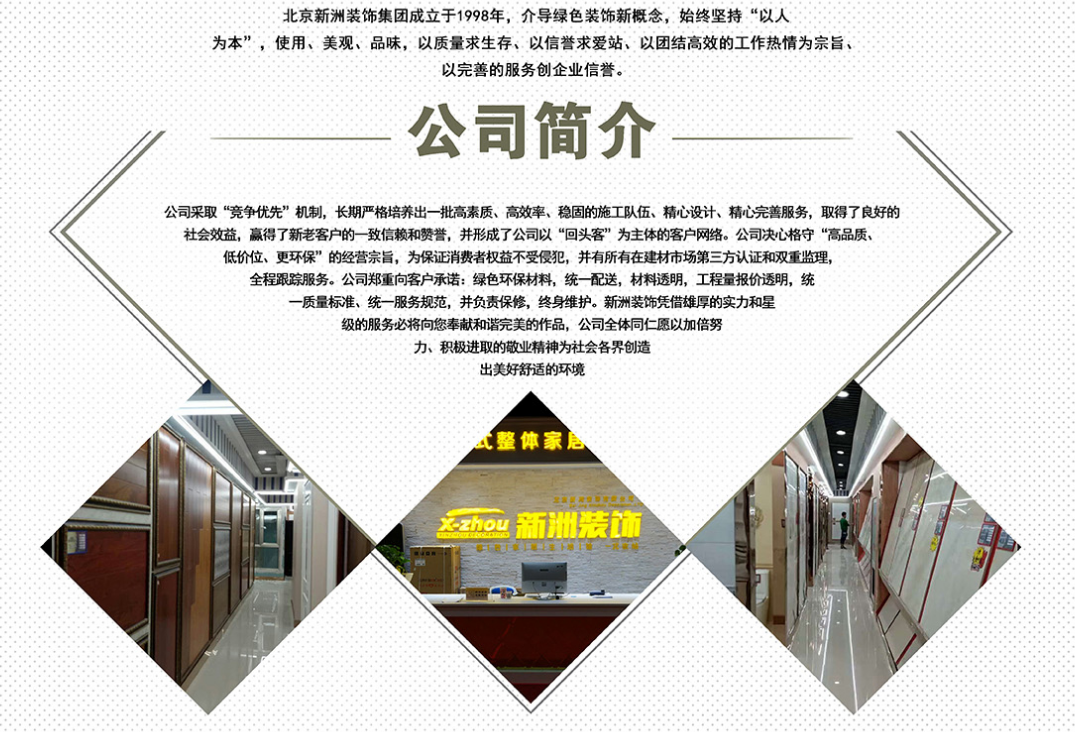 北京新洲装饰集团成立于1998年，介导绿色装饰新概念，始终坚持“以人
为本”，使用、美观、品味，以质量求生存、以信誉求爱站、以团结高效的工作热情为宗旨、
以完善的服务创企业信誉。
公司简介
公司采取“竞争优先”机制，长期严格培养出一批高素质、高效率、稳固的施工队伍、精心设计、精心完善服务，取得了良好的
社会效益，赢得了新老客户的一致信赖和赞誉，并形成了公司以“回头客”为主体的客户网络。公司决心格守“高品质、
低价位、更环保”的经营宗旨，为保证消费者权益不受侵犯，并有所有在建材市场第三方认证和双重监理，
全程跟踪服务。公司郑重向客户承诺：绿色环保材料，统一配送，材料透明，工程量报价透明，统
一质量标准、统一服务规范，并负责保修，终身维护。新洲装饰凭借雄厚的实力和星
级的服务必将向您奉献和谐完美的作品，公司全体同仁愿以加倍努
力、积极进取的敬业精神为社会各界创造
出美好舒适的环境
式整体家居
X-zhou 新洲装饰
XINZHOU DECORATION